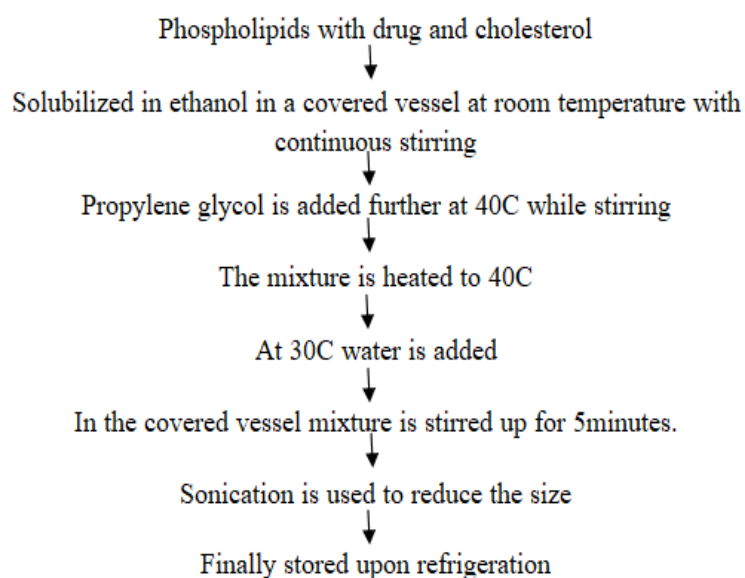 Phospholipids with drug and cholesterol
Solubilized in ethanol in a covered vessel at room temperature with
continuous stirring
Propylene glycol is added further at 40C while stirring
The mixture is heated to 40C
At 30C water is added
In the covered vessel mixture is stirred up for 5minutes.
Sonication is used to reduce the size
Finally stored upon refrigeration